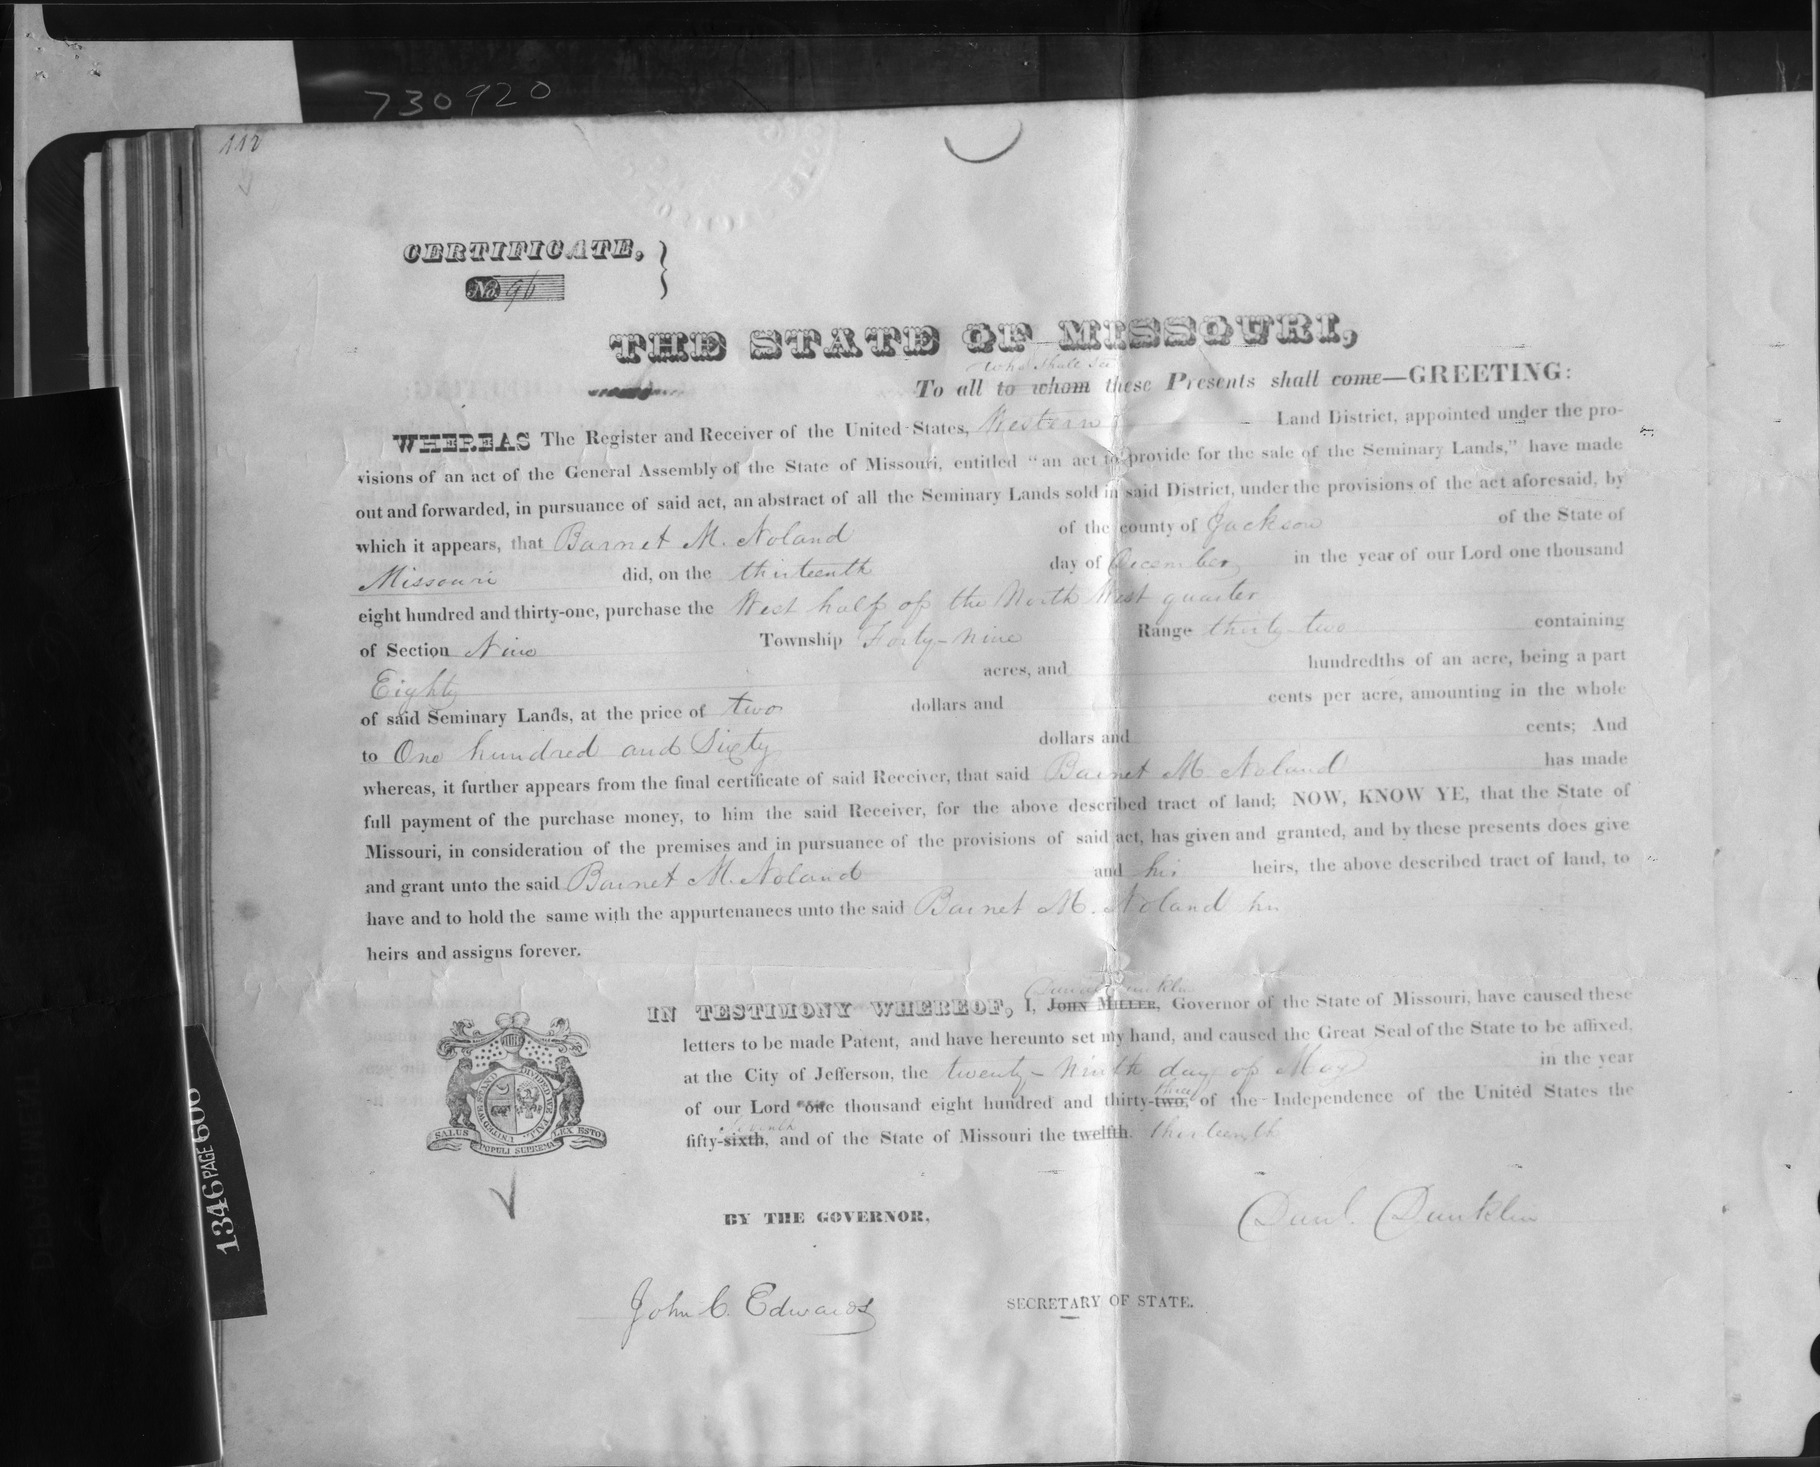 730920
112
CERTIFICATE,
No. 96
THE STATE OF MISSOURI,
who shall see
To all to whom these Presents shall come—GREETING:
WHEREAS The Register and Receiver of the United States, Western Land District, appointed under the pro-
visions of an act of the General Assembly of the State of Missouri, entitled "an act to provide for the sale of the Seminary Lands," have made
out and forwarded, in pursuance of said act, an abstract of all the Seminary Lands sold in said District, under the provisions of the act aforesaid, by
which it appears, that Barnet M. Noland of the county of Jackson of the State of
Missouri did, on the thirteenth day of December in the year of our Lord one thousand
eight hundred and thirty-one, purchase the West half of the North West quarter
of Section Nine Township Forty-nine Range thirty-two containing
Eighty acres, and hundredths of an acre, being a part
of said Seminary Lands, at the price of two dollars and cents per acre, amounting in the whole
to One hundred and Sixty dollars and cents; And
whereas, it further appears from the final certificate of said Receiver, that said Barnet M. Noland has made
full payment of the purchase money, to him the said Receiver, for the above described tract of land; NOW, KNOW YE, that the State of
Missouri, in consideration of the premises and in pursuance of the provisions of said act, has given and granted, and by these presents does give
and grant unto the said Barnet M. Noland and his heirs, the above described tract of land, to
have and to hold the same with the appurtenances unto the said Barnet M. Noland his
heirs and assigns forever.
Daniel Dunklin
IN TESTIMONY WHEREOF, I, JOHN MILLER, Governor of the State of Missouri, have caused these
letters to be made Patent, and have hereunto set my hand, and caused the Great Seal of the State to be affixed,
at the City of Jefferson, the twenty-ninth day of May in the year
three
of our Lord one thousand eight hundred and thirty-two, of the Independence of the United States the
seventh
fifty-sixth, and of the State of Missouri the twelfth. thirteenth
UNITED WE STAND DIVIDED WE FALL
SALUS POPULI SUPREMA LEX ESTO
BY THE GOVERNOR,
Danl. Dunklin
John C. Edwards
SECRETARY OF STATE.
1346 PAGE 600